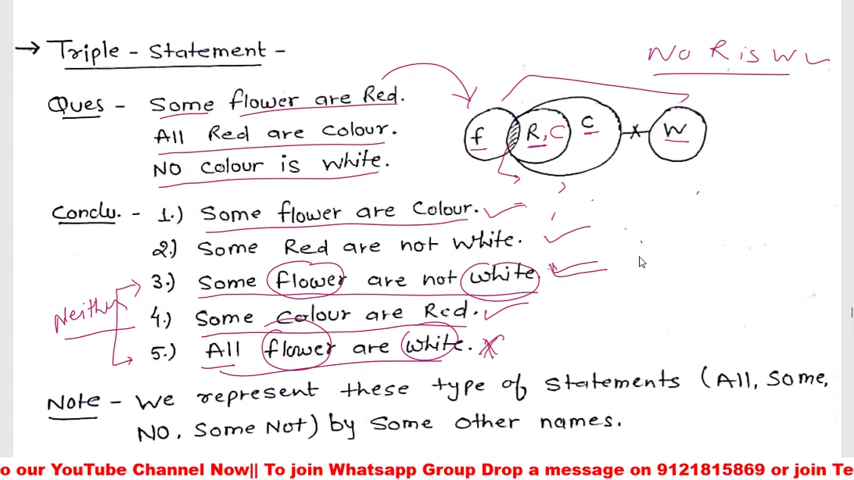 → Triple - Statement -
No R is W
Ques - Some flower are Red.
All Red are colour.
NO colour is white.
f R, C C W
Conclu. - 1.) Some flower are Colour.
2.) Some Red are not white.
3.) Some flower are not white
Neither
4.) Some Colour are Red.
5.) All flower are white.
Note - We represent these type of statements (All, Some,
NO, Some Not) by Some other names.
o our YouTube Channel Now|| To join Whatsapp Group Drop a message on 9121815869 or join Te